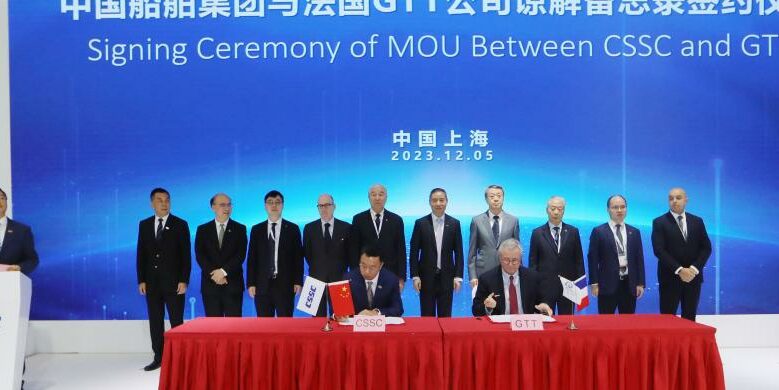 中国船舶集团与法国GTT公司谅解备忘录签约仪
Signing Ceremony of MOU Between CSSC and GT
中国上海
2023.12.05
CSSC
CSSC
GTT